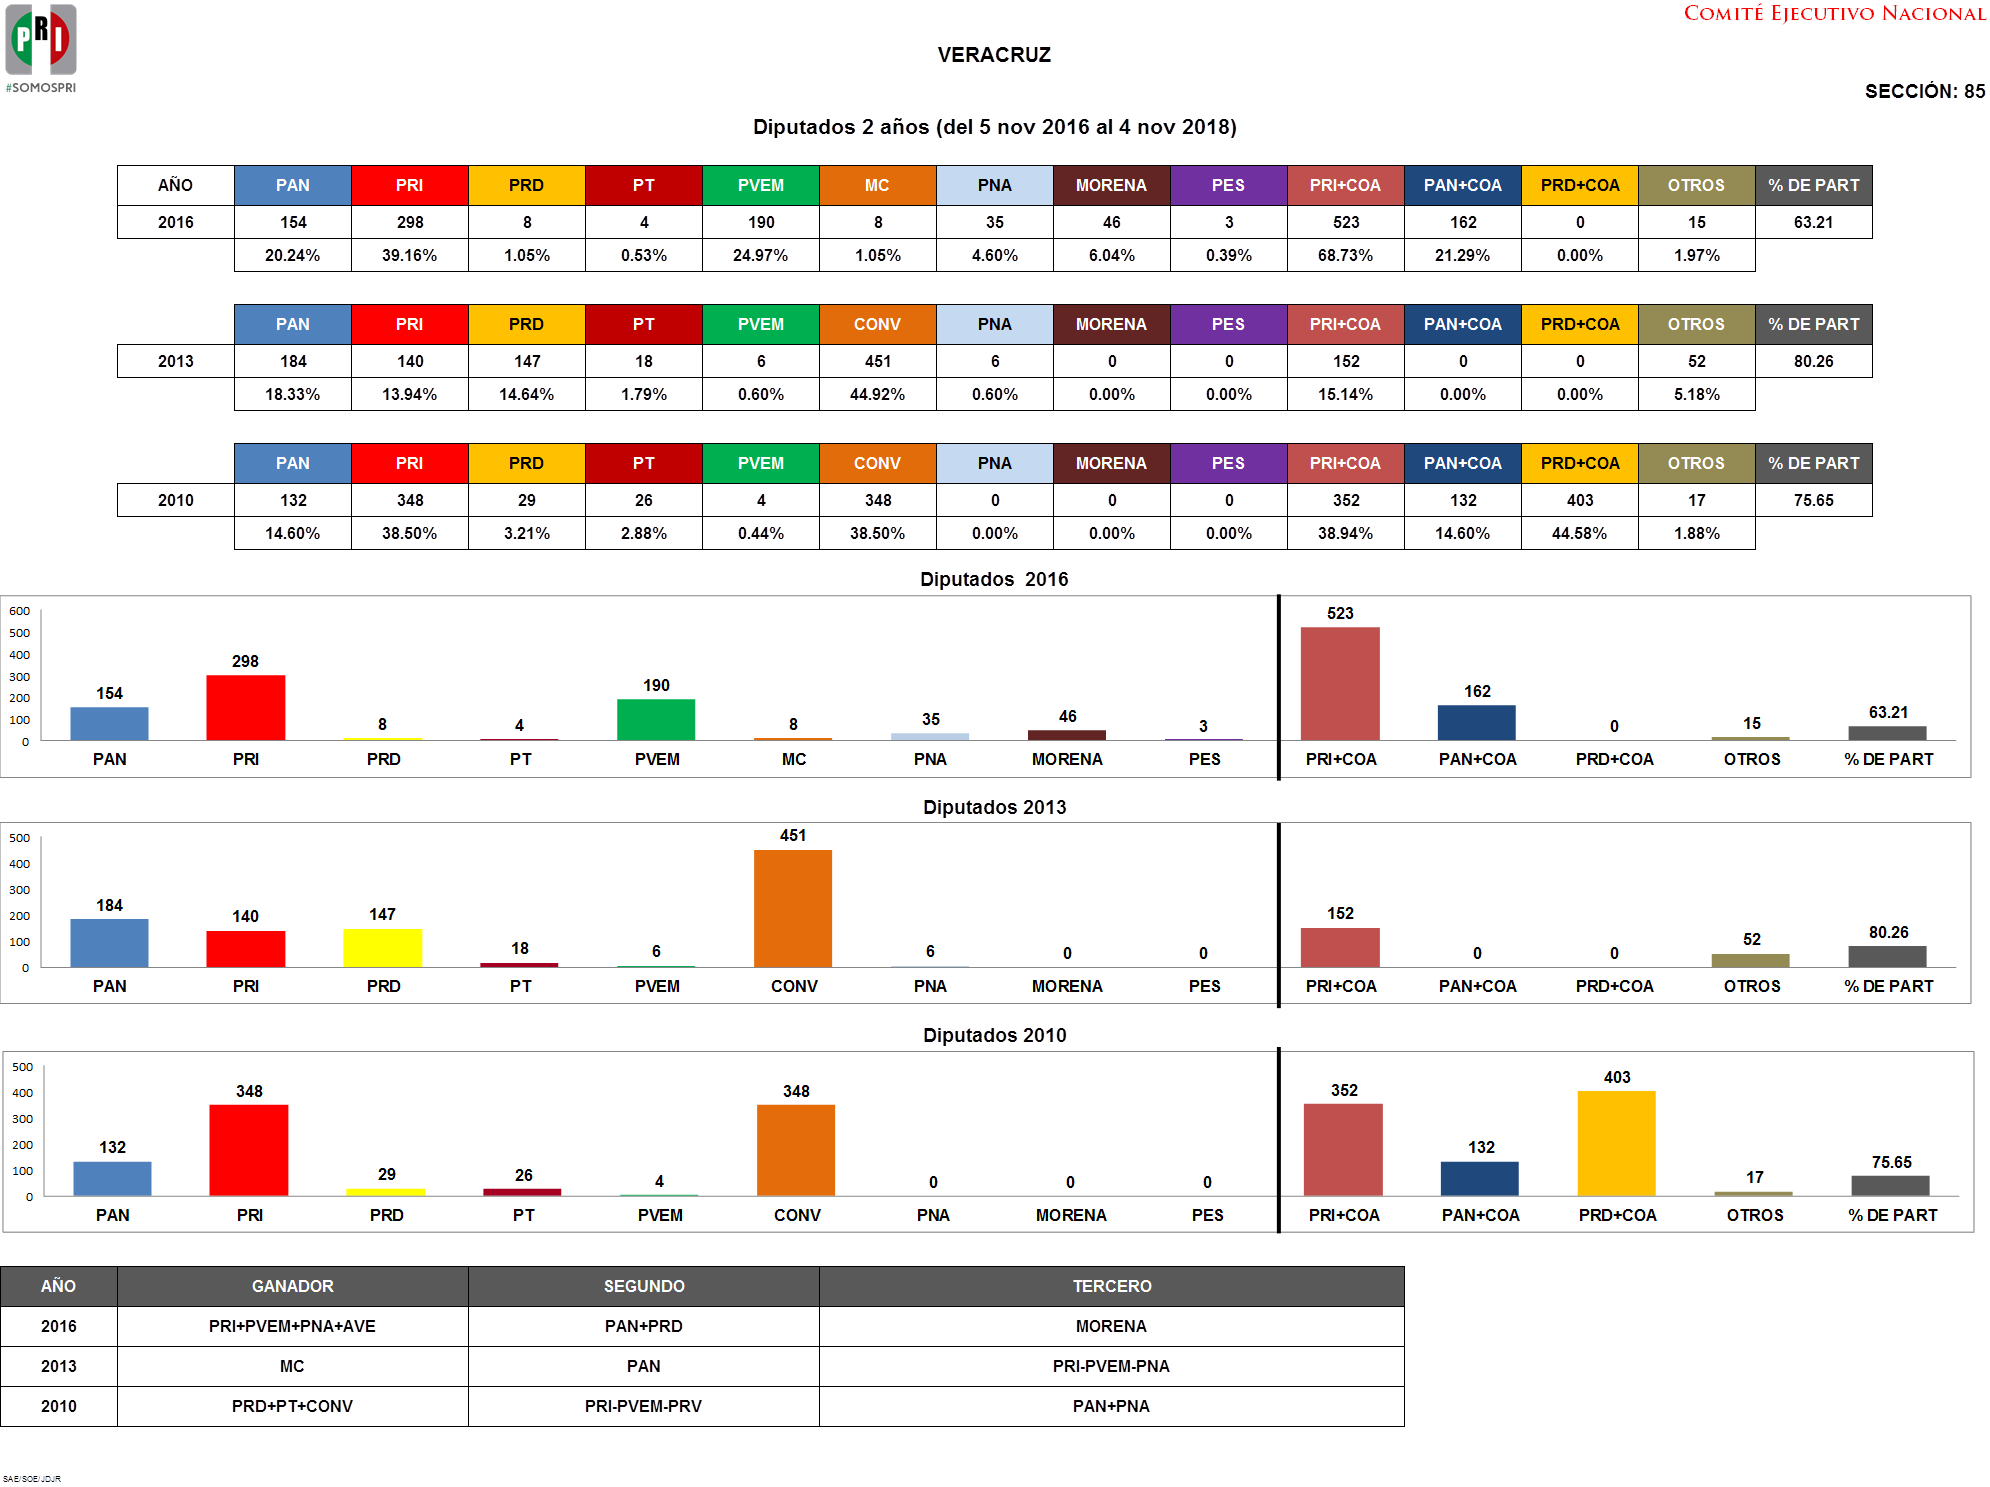 PRI
#SOMOSPRI
COMITÉ EJECUTIVO NACIONAL
VERACRUZ
SECCIÓN: 85
Diputados 2 años (del 5 nov 2016 al 4 nov 2018)
AÑO PAN PRI PRD PT PVEM MC PNA MORENA PES PRI+COA PAN+COA PRD+COA OTROS % DE PART
2016 154 298 8 4 190 8 35 46 3 523 162 0 15 63.21
20.24% 39.16% 1.05% 0.53% 24.97% 1.05% 4.60% 6.04% 0.39% 68.73% 21.29% 0.00% 1.97%
PAN PRI PRD PT PVEM CONV PNA MORENA PES PRI+COA PAN+COA PRD+COA OTROS % DE PART
2013 184 140 147 18 6 451 6 0 0 152 0 0 52 80.26
18.33% 13.94% 14.64% 1.79% 0.60% 44.92% 0.60% 0.00% 0.00% 15.14% 0.00% 0.00% 5.18%
PAN PRI PRD PT PVEM CONV PNA MORENA PES PRI+COA PAN+COA PRD+COA OTROS % DE PART
2010 132 348 29 26 4 348 0 0 0 352 132 403 17 75.65
14.60% 38.50% 3.21% 2.88% 0.44% 38.50% 0.00% 0.00% 0.00% 38.94% 14.60% 44.58% 1.88%
Diputados 2016
600
500
400
300
200
100
0
154 298 8 4 190 8 35 46 3 523 162 0 15 63.21
PAN PRI PRD PT PVEM MC PNA MORENA PES PRI+COA PAN+COA PRD+COA OTROS % DE PART
Diputados 2013
500
400
300
200
100
0
184 140 147 18 6 451 6 0 0 152 0 0 52 80.26
PAN PRI PRD PT PVEM CONV PNA MORENA PES PRI+COA PAN+COA PRD+COA OTROS % DE PART
Diputados 2010
500
400
300
200
100
0
132 348 29 26 4 348 0 0 0 352 132 403 17 75.65
PAN PRI PRD PT PVEM CONV PNA MORENA PES PRI+COA PAN+COA PRD+COA OTROS % DE PART
AÑO GANADOR SEGUNDO TERCERO
2016 PRI+PVEM+PNA+AVE PAN+PRD MORENA
2013 MC PAN PRI-PVEM-PNA
2010 PRD+PT+CONV PRI-PVEM-PRV PAN+PNA
SAE/SOE/JDJR